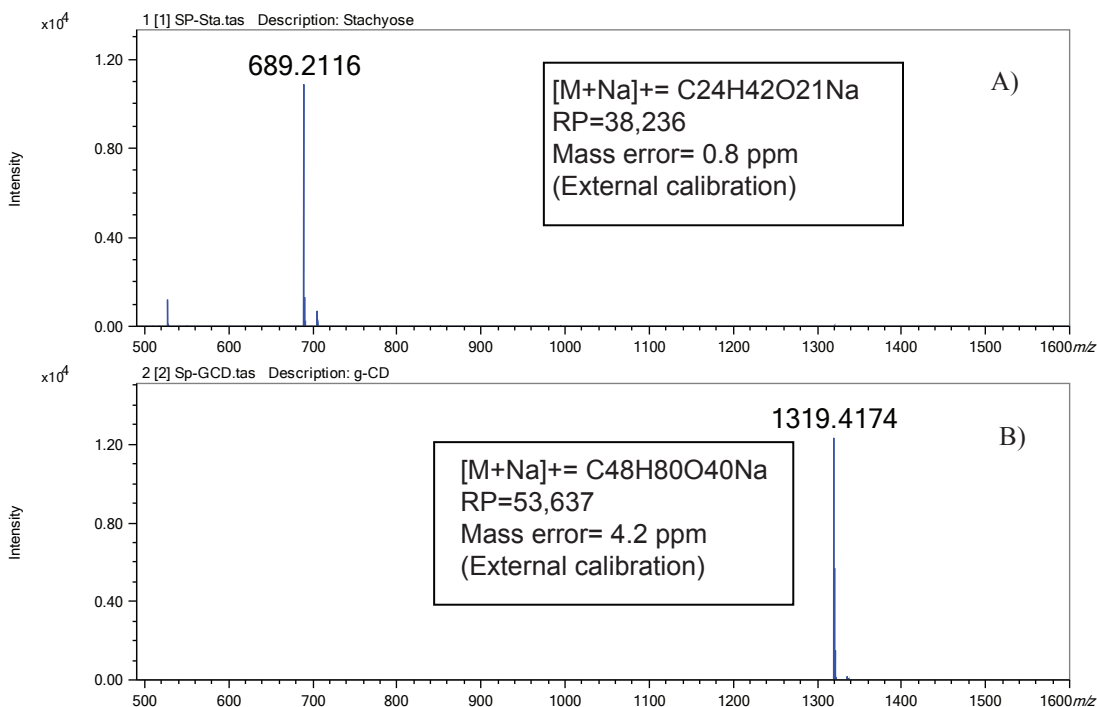 x10⁴
1 [1] SP-Sta.tas Description: Stachyose
1.20
0.80
0.40
0.00
Intensity
689.2116
[M+Na]+= C24H42O21Na
RP=38,236
Mass error= 0.8 ppm
(External calibration)
A)
500 600 700 800 900 1000 1100 1200 1300 1400 1500 1600 m/z
x10⁴
2 [2] Sp-GCD.tas Description: g-CD
1.20
0.80
0.40
0.00
Intensity
1319.4174
[M+Na]+= C48H80O40Na
RP=53,637
Mass error= 4.2 ppm
(External calibration)
B)
500 600 700 800 900 1000 1100 1200 1300 1400 1500 1600 m/z